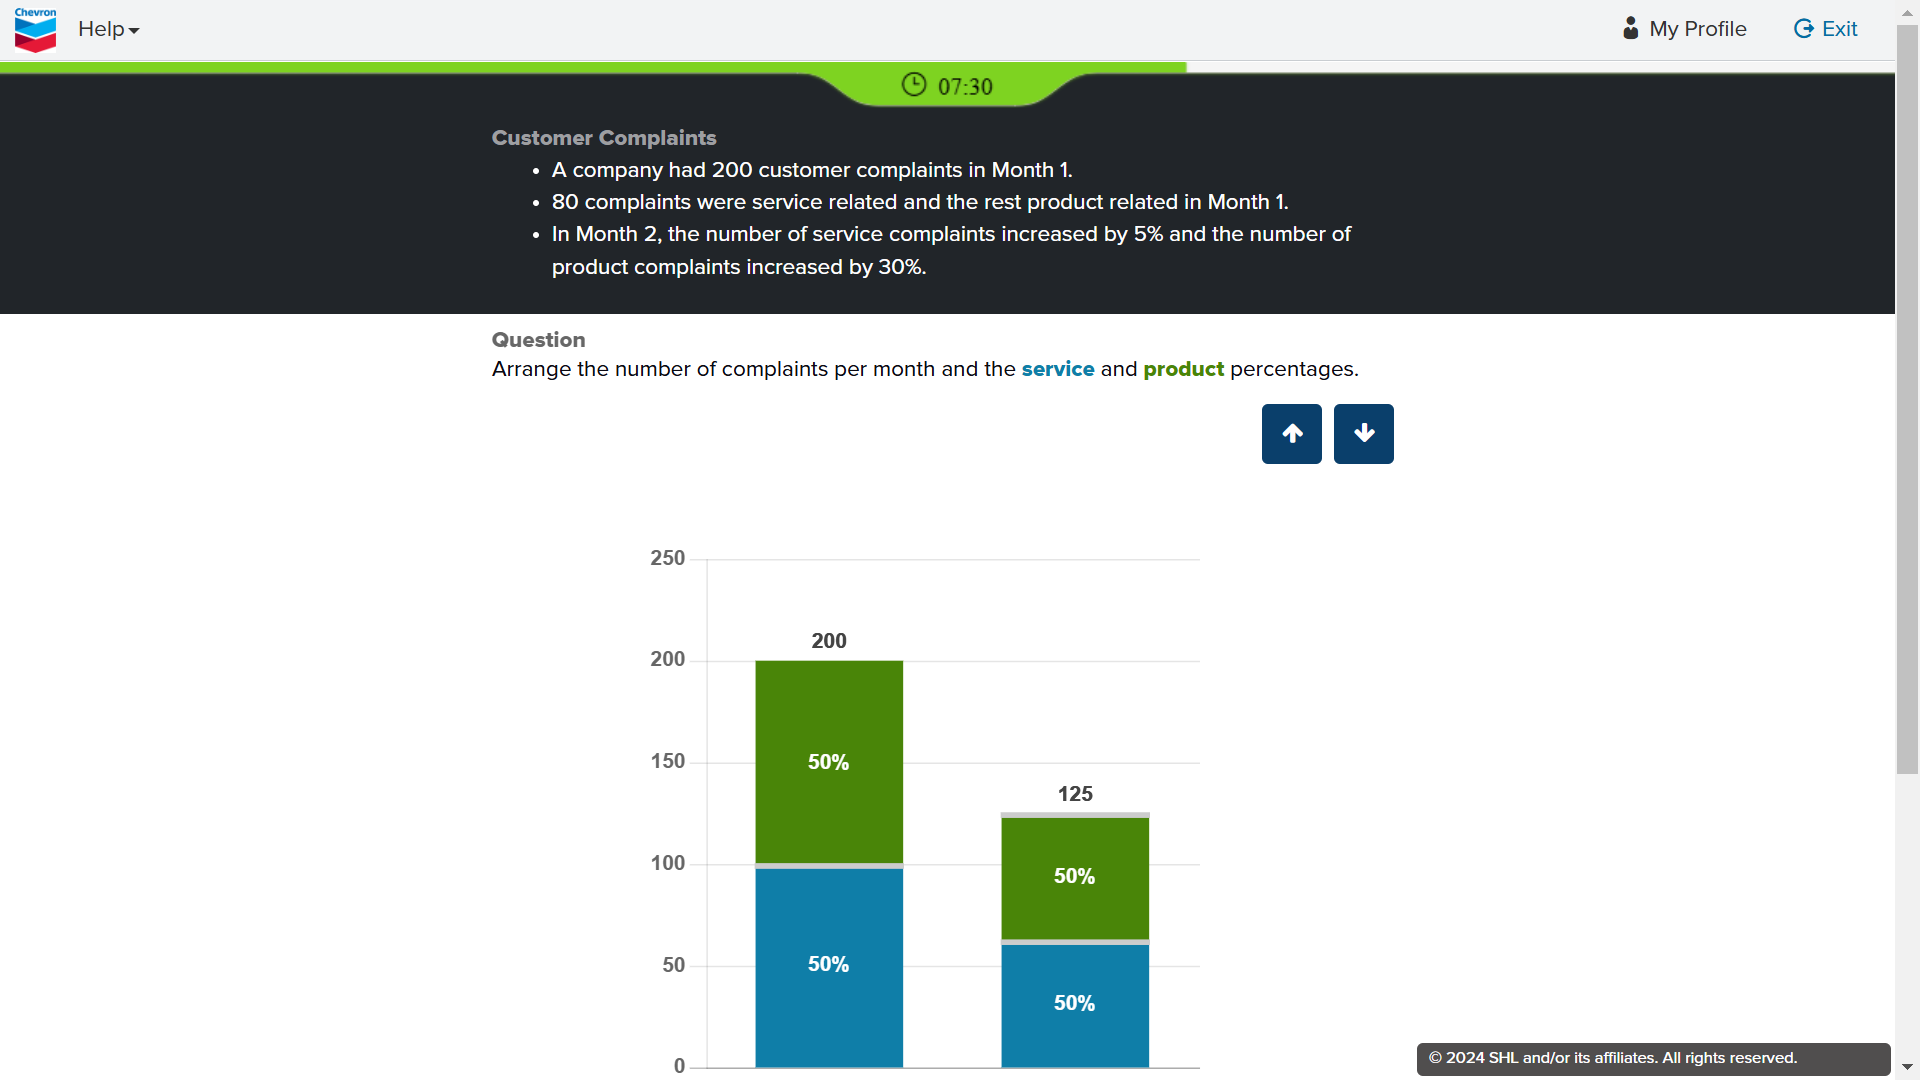 Chevron
Help
My Profile
Exit
07:30
Customer Complaints
• A company had 200 customer complaints in Month 1.
• 80 complaints were service related and the rest product related in Month 1.
• In Month 2, the number of service complaints increased by 5% and the number of
product complaints increased by 30%.
Question
Arrange the number of complaints per month and the service and product percentages.
250
200
200
150
50%
125
100
50%
50
50%
50%
0
© 2024 SHL and/or its affiliates. All rights reserved.